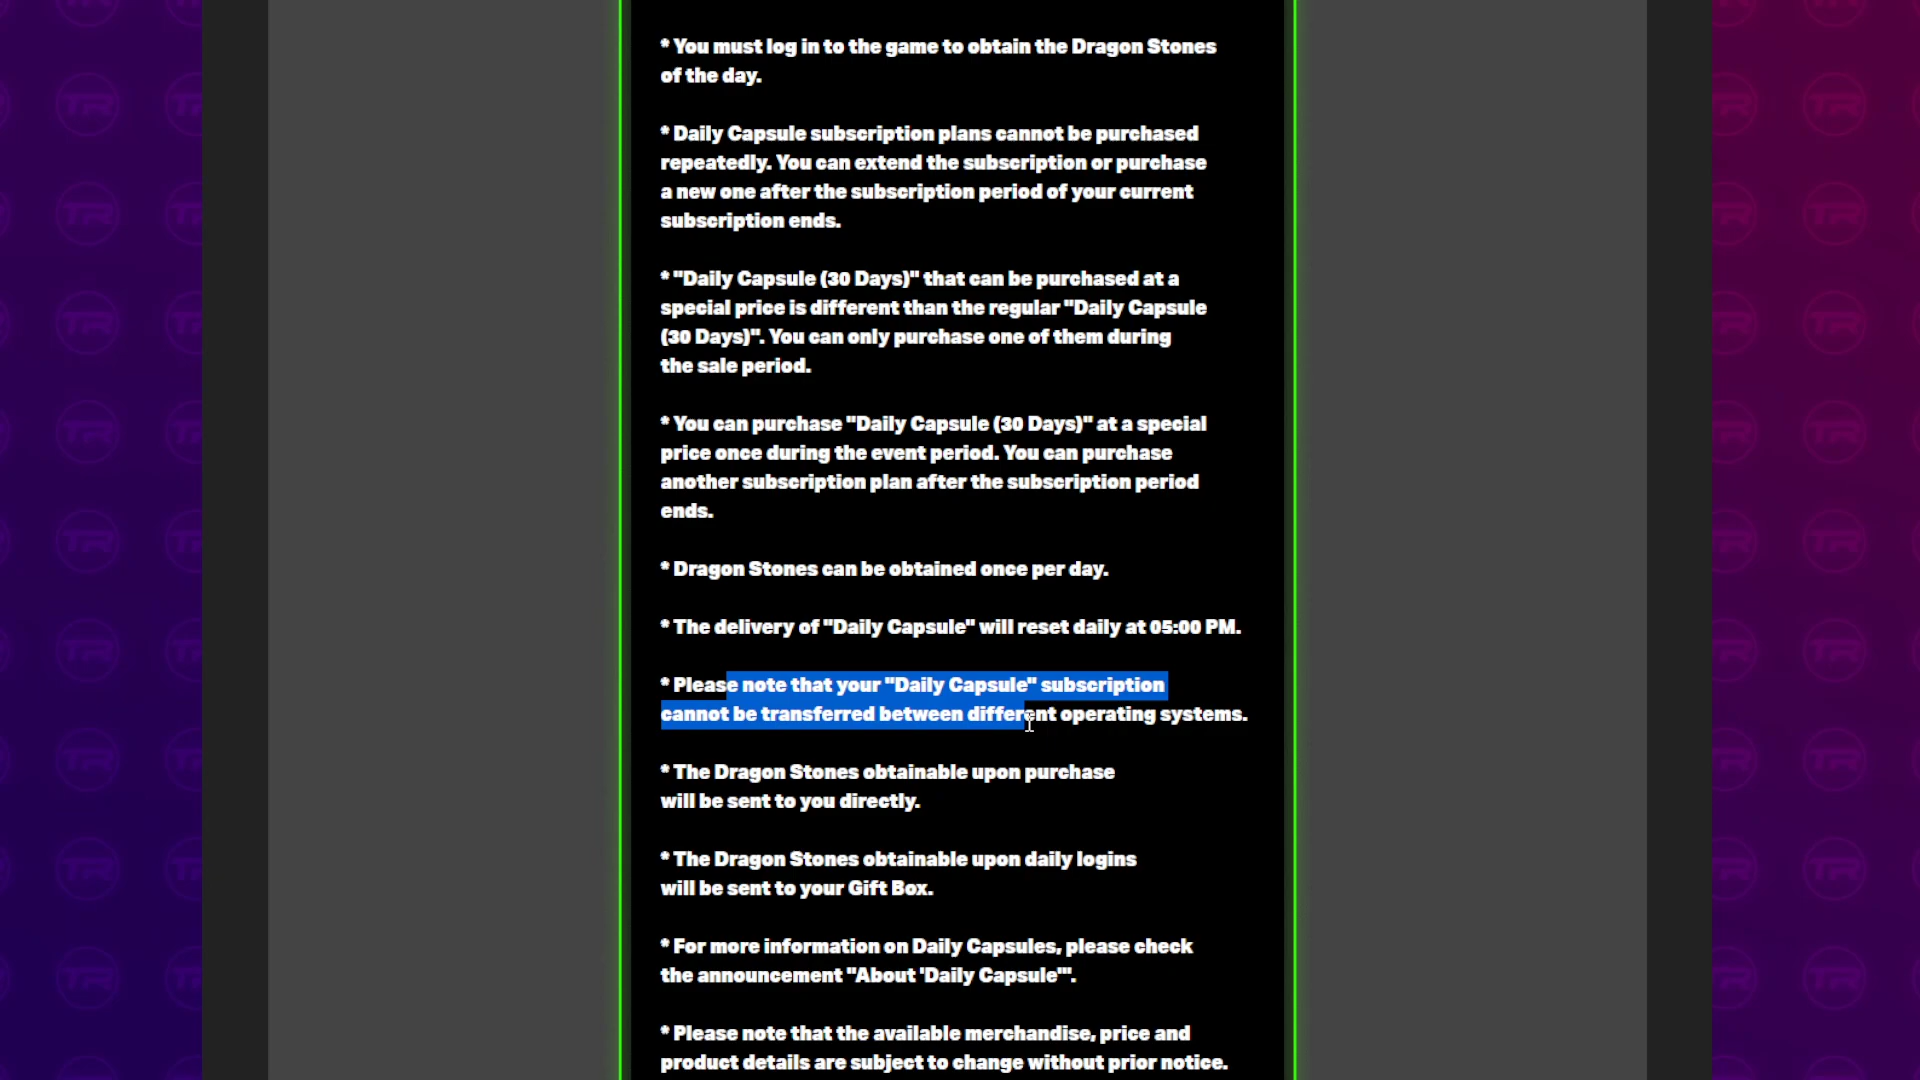 * You must log in to the game to obtain the Dragon Stones
of the day.
* Daily Capsule subscription plans cannot be purchased
repeatedly. You can extend the subscription or purchase
a new one after the subscription period of your current
subscription ends.
* "Daily Capsule (30 Days)" that can be purchased at a
special price is different than the regular "Daily Capsule
(30 Days)". You can only purchase one of them during
the sale period.
* You can purchase "Daily Capsule (30 Days)" at a special
price once during the event period. You can purchase
another subscription plan after the subscription period
ends.
* Dragon Stones can be obtained once per day.
* The delivery of "Daily Capsule" will reset daily at 05:00 PM.
* Please note that your "Daily Capsule" subscription
cannot be transferred between different operating systems.
* The Dragon Stones obtainable upon purchase
will be sent to you directly.
* The Dragon Stones obtainable upon daily logins
will be sent to your Gift Box.
* For more information on Daily Capsules, please check
the announcement "About 'Daily Capsule'".
* Please note that the available merchandise, price and
product details are subject to change without prior notice.